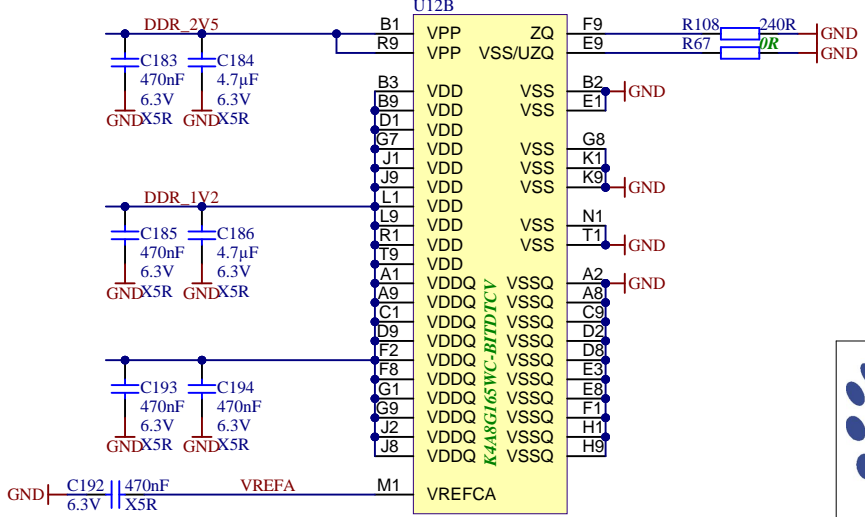 U12B
DDR_2V5 B1 VPP ZQ F9 R108 240R GND
R9 VPP VSS/UZQ E9 R67 0R GND
C183 C184
470nF 4.7µF
6.3V 6.3V
GND X5R GND X5R
B3 VDD VSS B2 GND
B9 VDD VSS E1
D1 VDD
G7 VDD VSS G8
J1 VDD VSS K1
J9 VDD VSS K9 GND
DDR_1V2 L1 VDD
L9 VDD VSS N1
R1 VDD VSS T1 GND
T9 VDD
C185 C186
470nF 4.7µF
6.3V 6.3V
GND X5R GND X5R
A1 VDDQ VSSQ A2 GND
A9 VDDQ VSSQ A8
C1 VDDQ VSSQ C9
D9 VDDQ VSSQ D2
F2 VDDQ VSSQ D8
F8 VDDQ VSSQ E3
G1 VDDQ VSSQ E8
G9 VDDQ VSSQ F1
J2 VDDQ VSSQ H1
J8 VDDQ VSSQ H9
K4A8G165WC-BITDTCV
C193 C194
470nF 470nF
6.3V 6.3V
GND X5R GND X5R
GND C192 470nF VREFA M1 VREFCA
6.3V X5R